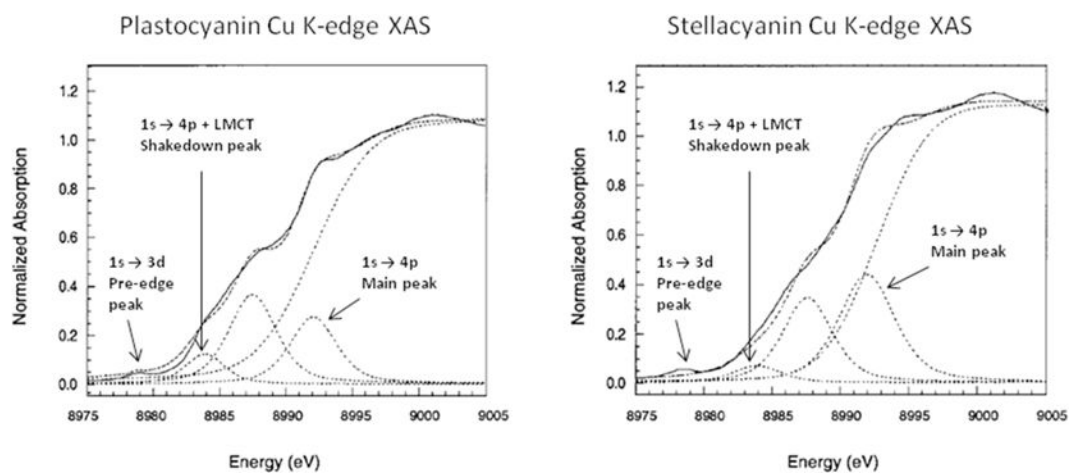 Plastocyanin Cu K-edge XAS
1.2
1.0
0.8
0.6
0.4
0.2
0.0
Normalized Absorption
1s → 4p + LMCT
Shakedown peak
1s → 3d
Pre-edge
peak
1s → 4p
Main peak
8975 8980 8985 8990 8995 9000 9005
Energy (eV)
Stellacyanin Cu K-edge XAS
1.2
1.0
0.8
0.6
0.4
0.2
0.0
Normalized Absorption
1s → 4p + LMCT
Shakedown peak
1s → 3d
Pre-edge
peak
1s → 4p
Main peak
8975 8980 8985 8990 8995 9000 9005
Energy (eV)